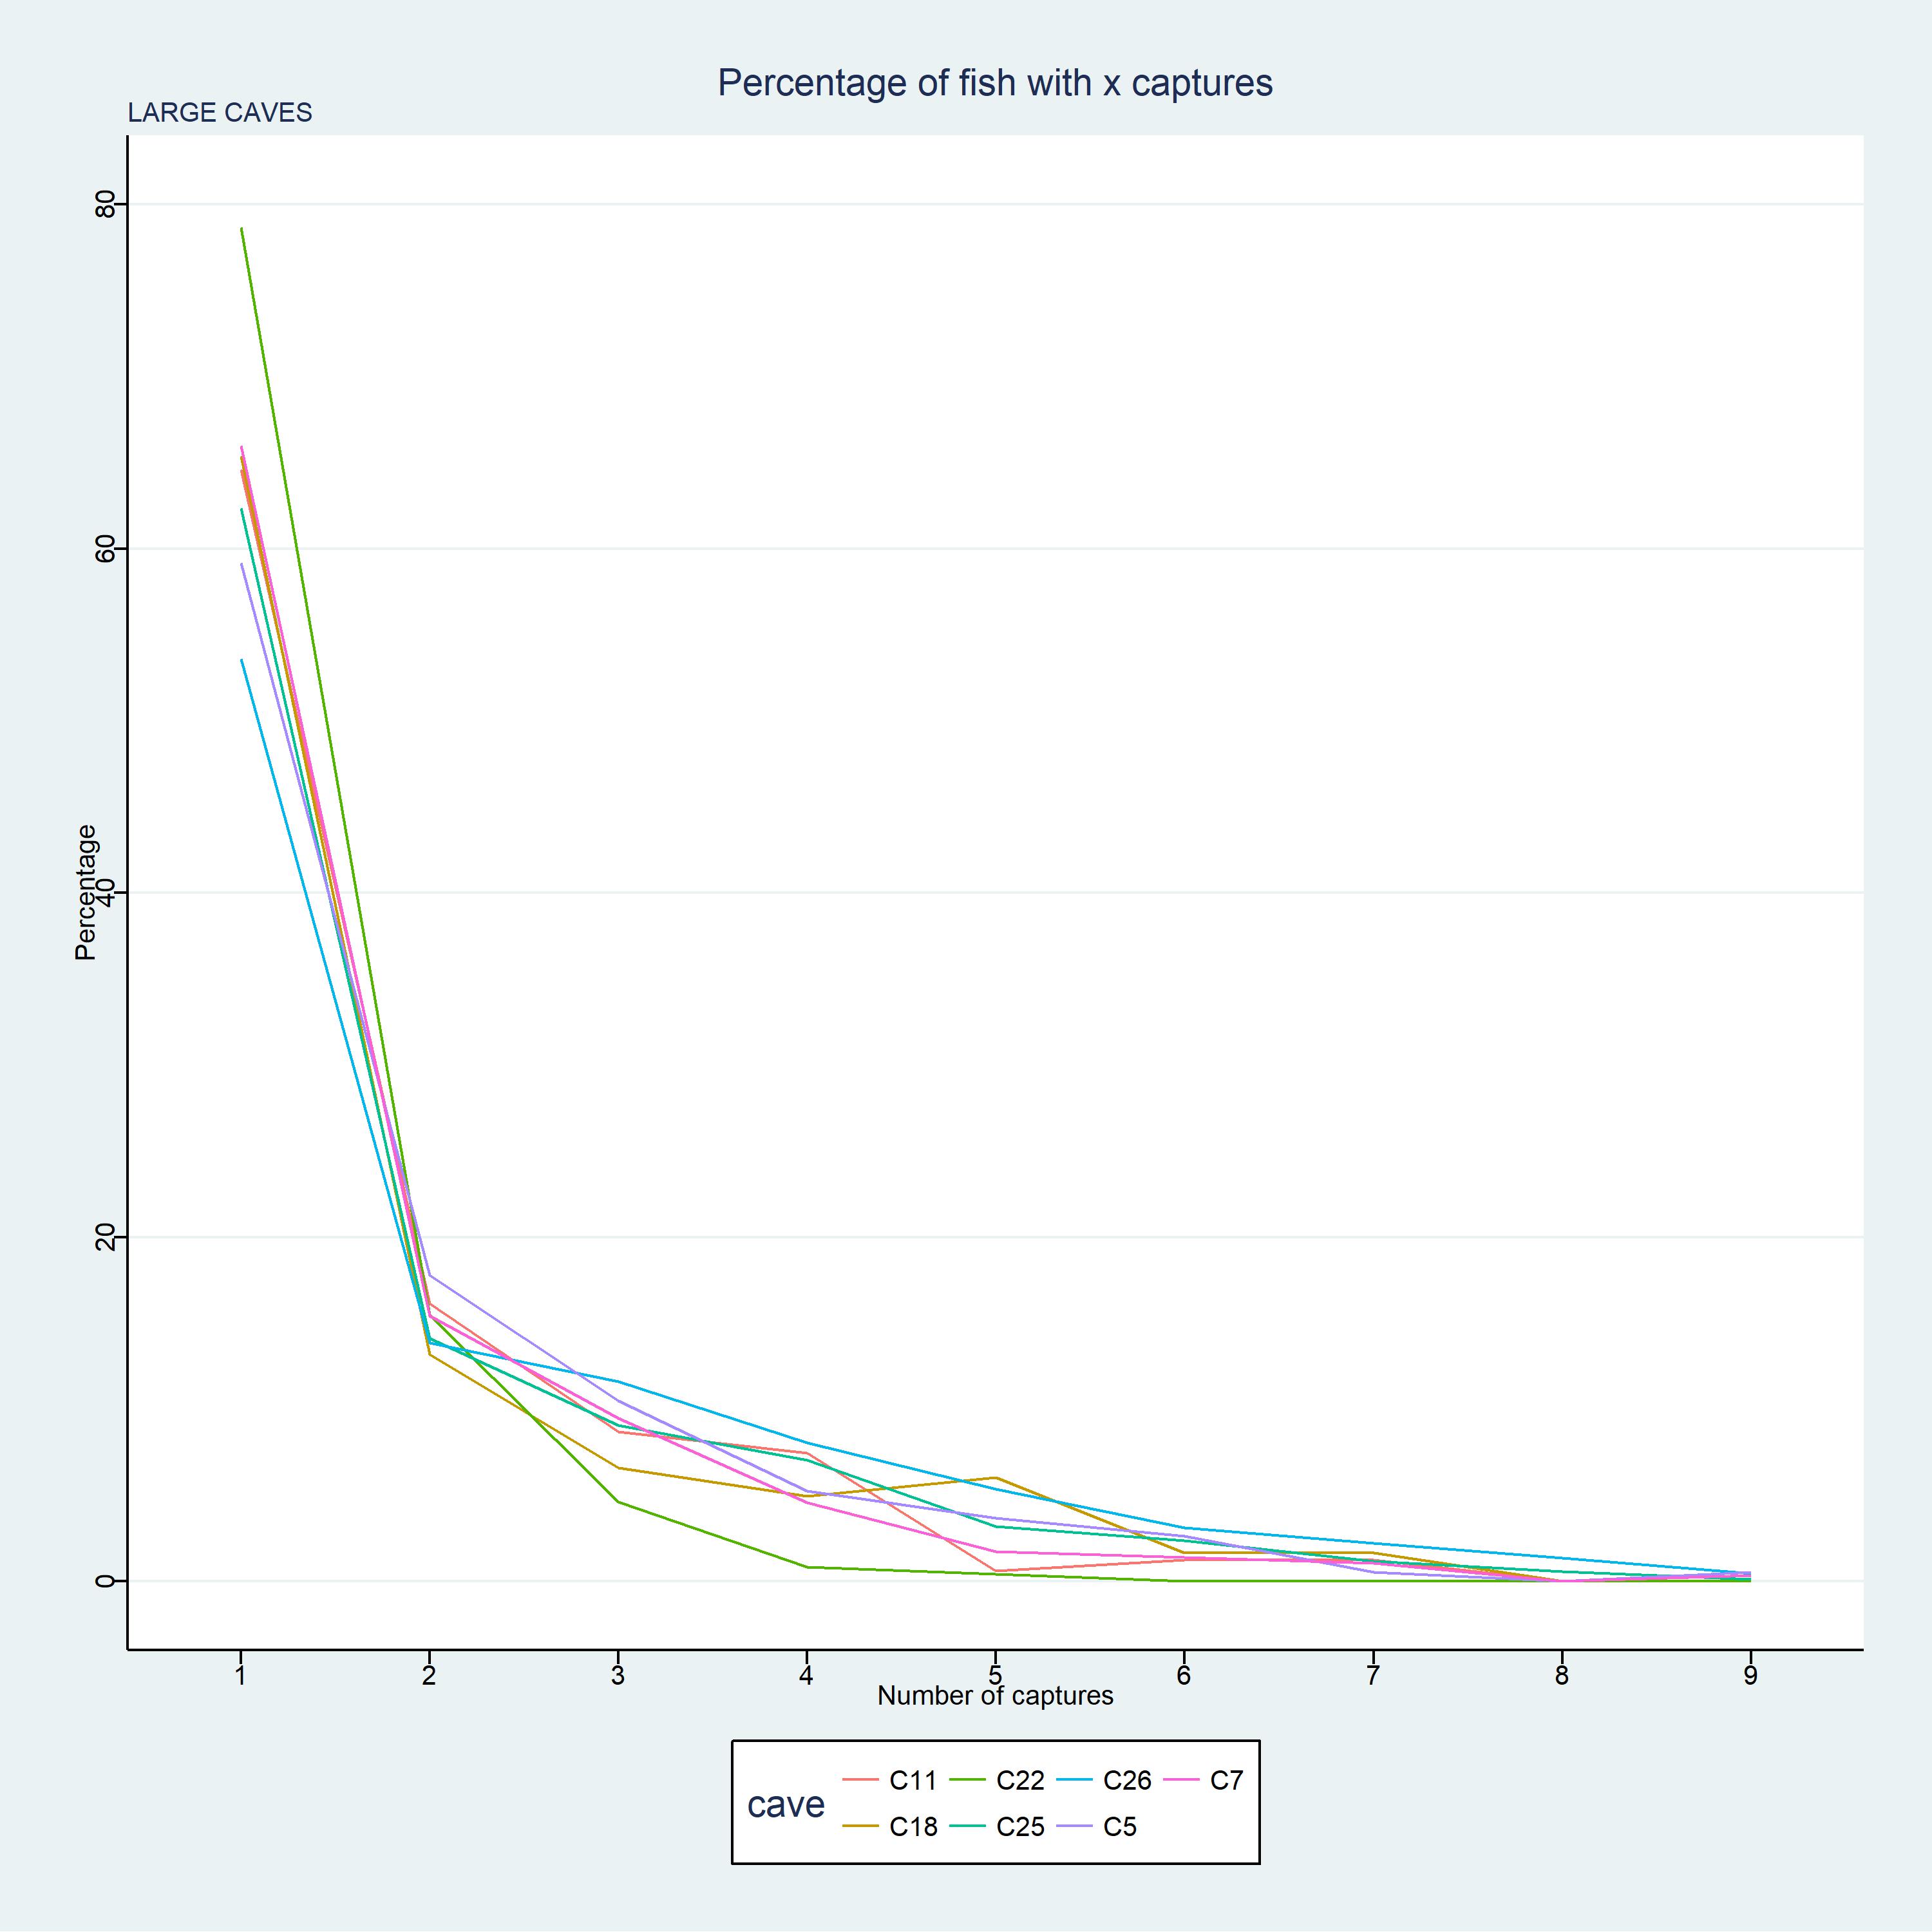 Percentage of fish with x captures
LARGE CAVES
80
60
40
20
0
Percentage
1 2 3 4 5 6 7 8 9
Number of captures
cave
C11 C22 C26 C7
C18 C25 C5